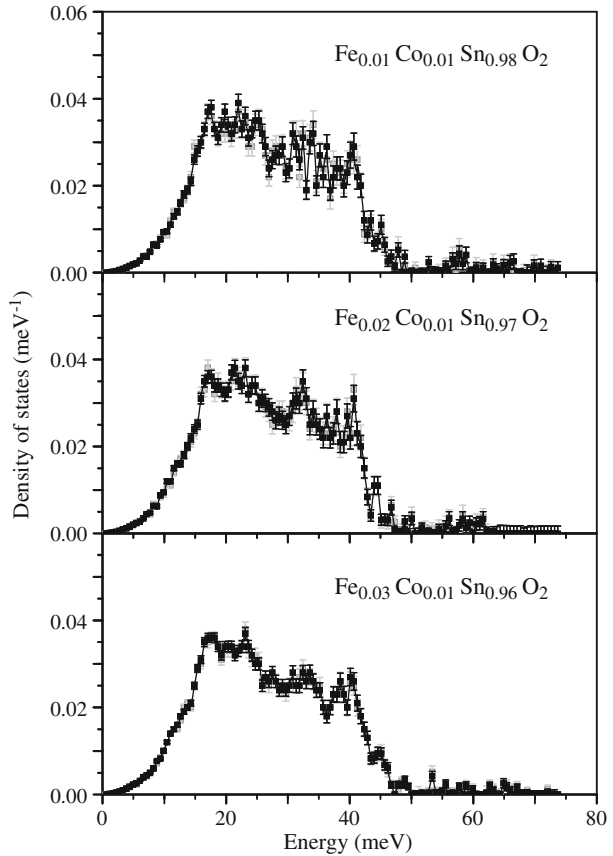 0.06
Fe0.01 Co0.01 Sn0.98 O2
0.04
0.02
0.00
Fe0.02 Co0.01 Sn0.97 O2
0.04
0.02
0.00
Fe0.03 Co0.01 Sn0.96 O2
0.04
0.02
0.00
0 20 40 60 80
Energy (meV)
Density of states (meV-1)